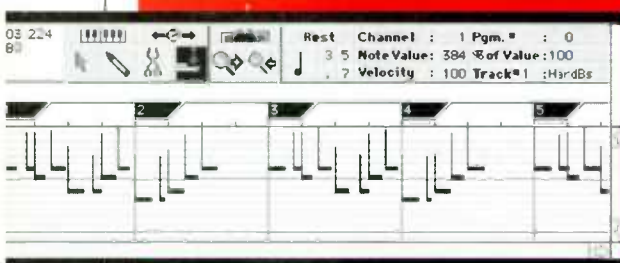 03 224 Rest Channel : 1 Pgm. # : 0
80 3 5 Note Value: 384 % of Value :100
. 7 Velocity : 100 Track# 1 :HardBs
1 2 3 4 5